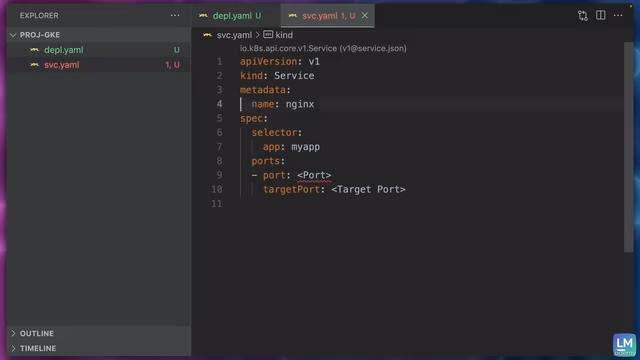 EXPLORER
PROJ-GKE
depl.yaml U
svc.yaml 1, U
OUTLINE
TIMELINE
depl.yaml U
svc.yaml 1, U
svc.yaml > kind
io.k8s.api.core.v1.Service (v1@service.json)
1 apiVersion: v1
2 kind: Service
3 metadata:
4 name: nginx
5 spec:
6 selector:
7 app: myapp
8 ports:
9 - port: <Port>
10 targetPort: <Target Port>
11
LM